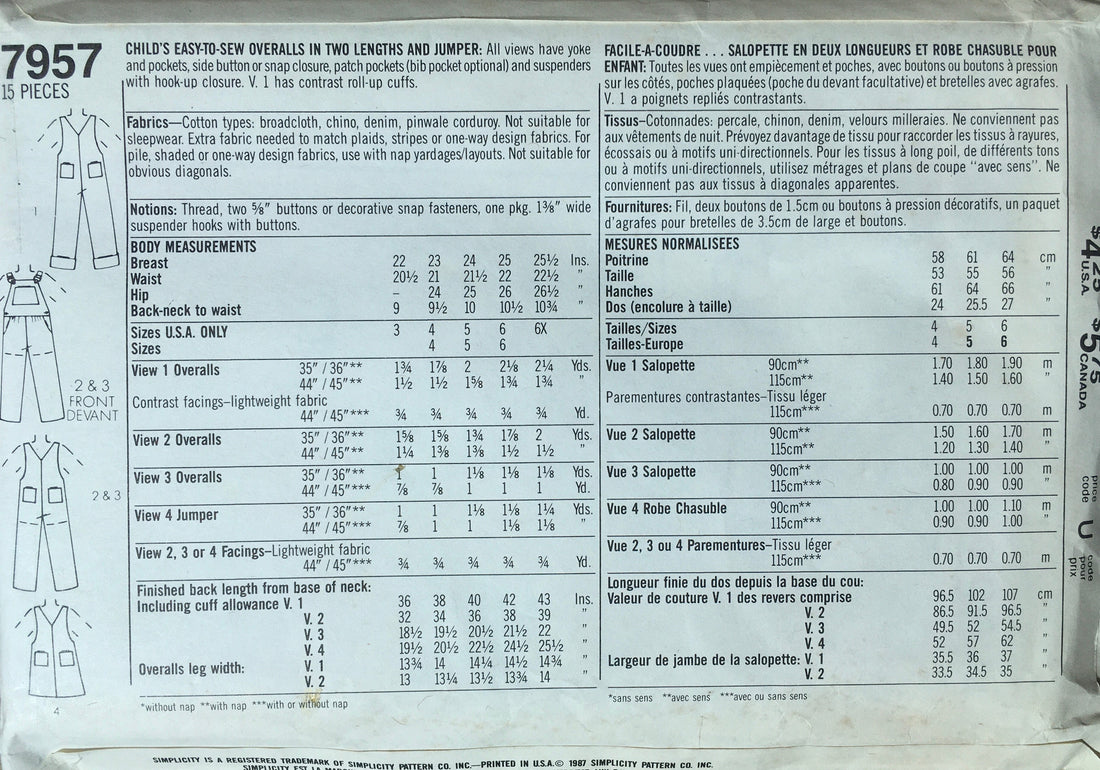 7957
15 PIECES
1
2 & 3
FRONT
DEVANT
2 & 3
4
CHILD'S EASY-TO-SEW OVERALLS IN TWO LENGTHS AND JUMPER: All views have yoke
and pockets, side button or snap closure, patch pockets (bib pocket optional) and suspenders
with hook-up closure. V. 1 has contrast roll-up cuffs.
Fabrics—Cotton types: broadcloth, chino, denim, pinwale corduroy. Not suitable for
sleepwear. Extra fabric needed to match plaids, stripes or one-way design fabrics. For
pile, shaded or one-way design fabrics, use with nap yardages/layouts. Not suitable for
obvious diagonals.
Notions: Thread, two 5⁄8" buttons or decorative snap fasteners, one pkg. 13⁄8" wide
suspender hooks with buttons.
BODY MEASUREMENTS
Breast 22 23 24 25 25½ Ins.
Waist 20½ 21 21½ 22 22½ "
Hip – 24 25 26 26½ "
Back-neck to waist 9 9½ 10 10½ 10¾ "
Sizes U.S.A. ONLY 3 4 5 6 6X
Sizes 4 5 6
View 1 Overalls 35" / 36"** 1¾ 1⅞ 2 2⅛ 2¼ Yds.
44" / 45"** 1½ 1½ 1⅝ 1¾ 1¾ "
Contrast facings-lightweight fabric
44" / 45"*** ¾ ¾ ¾ ¾ ¾ Yd.
View 2 Overalls 35" / 36"** 1⅝ 1⅝ 1¾ 1⅞ 2 Yds.
44" / 45"** 1¼ 1⅜ 1⅜ 1½ 1½ "
View 3 Overalls 35" / 36"** 1 1 1⅛ 1⅛ 1⅛ Yds.
44" / 45"*** ⅞ ⅞ 1 1 1 Yd.
View 4 Jumper 35" / 36"** 1 1 1⅛ 1⅛ 1¼ Yds.
44" / 45"*** ⅞ 1 1 1⅛ 1⅛ "
View 2, 3 or 4 Facings–Lightweight fabric
44" / 45"*** ¾ ¾ ¾ ¾ ¾ Yd.
Finished back length from base of neck:
Including cuff allowance V. 1 36 38 40 42 43 Ins.
V. 2 32 34 36 38 39 "
V. 3 18½ 19½ 20½ 21½ 22 "
V. 4 19½ 20½ 22½ 24½ 25½ "
Overalls leg width: V. 1 13¾ 14 14¼ 14½ 14¾ "
V. 2 13 13¼ 13½ 13¾ 14 "
*without nap **with nap ***with or without nap
FACILE-A-COUDRE . . . SALOPETTE EN DEUX LONGUEURS ET ROBE CHASUBLE POUR
ENFANT: Toutes les vues ont empiècement et poches, avec boutons ou boutons à pression
sur les côtés, poches plaquées (poche du devant facultative) et bretelles avec agrafes.
V. 1 a poignets repliés contrastants.
Tissus–Cotonnades: percale, chinon, denim, velours milleraies. Ne conviennent pas
aux vêtements de nuit. Prévoyez davantage de tissu pour raccorder les tissus à rayures,
écossais ou à motifs uni-directionnels. Pour les tissus à long poil, de différents tons
ou à motifs uni-directionnels, utilisez métrages et plans de coupe "avec sens". Ne
conviennent pas aux tissus à diagonales apparentes.
Fournitures: Fil, deux boutons de 1.5cm ou boutons à pression décoratifs, un paquet
d'agrafes pour bretelles de 3.5cm de large et boutons.
MESURES NORMALISEES
Poitrine 58 61 64 cm
Taille 53 55 56 "
Hanches 61 64 66 "
Dos (encolure à taille) 24 25.5 27 "
Tailles/Sizes 4 5 6
Tailles-Europe 4 5 6
Vue 1 Salopette 90cm** 1.70 1.80 1.90 m
115cm** 1.40 1.50 1.60 "
Parementures contrastantes–Tissu léger
115cm*** 0.70 0.70 0.70 m
Vue 2 Salopette 90cm** 1.50 1.60 1.70 m
115cm** 1.20 1.30 1.40 "
Vue 3 Salopette 90cm** 1.00 1.00 1.00 m
115cm*** 0.80 0.90 0.90 "
Vue 4 Robe Chasuble 90cm** 1.00 1.00 1.10 m
115cm*** 0.90 0.90 1.00 "
Vue 2, 3 ou 4 Parementures–Tissu léger
115cm*** 0.70 0.70 0.70 m
Longueur finie du dos depuis la base du cou:
Valeur de couture V. 1 des revers comprise 96.5 102 107 cm
V. 2 86.5 91.5 96.5 "
V. 3 49.5 52 54.5 "
V. 4 52 57 62 "
Largeur de jambe de la salopette: V. 1 35.5 36 37 "
V. 2 33.5 34.5 35 "
*sans sens **avec sens ***avec ou sans sens
$4.25
U.S.A.
$5.75
CANADA
price
code
U
code
pour
prix
SIMPLICITY IS A REGISTERED TRADEMARK OF SIMPLICITY PATTERN CO. INC.—PRINTED IN U.S.A.© 1987 SIMPLICITY PATTERN CO. INC.